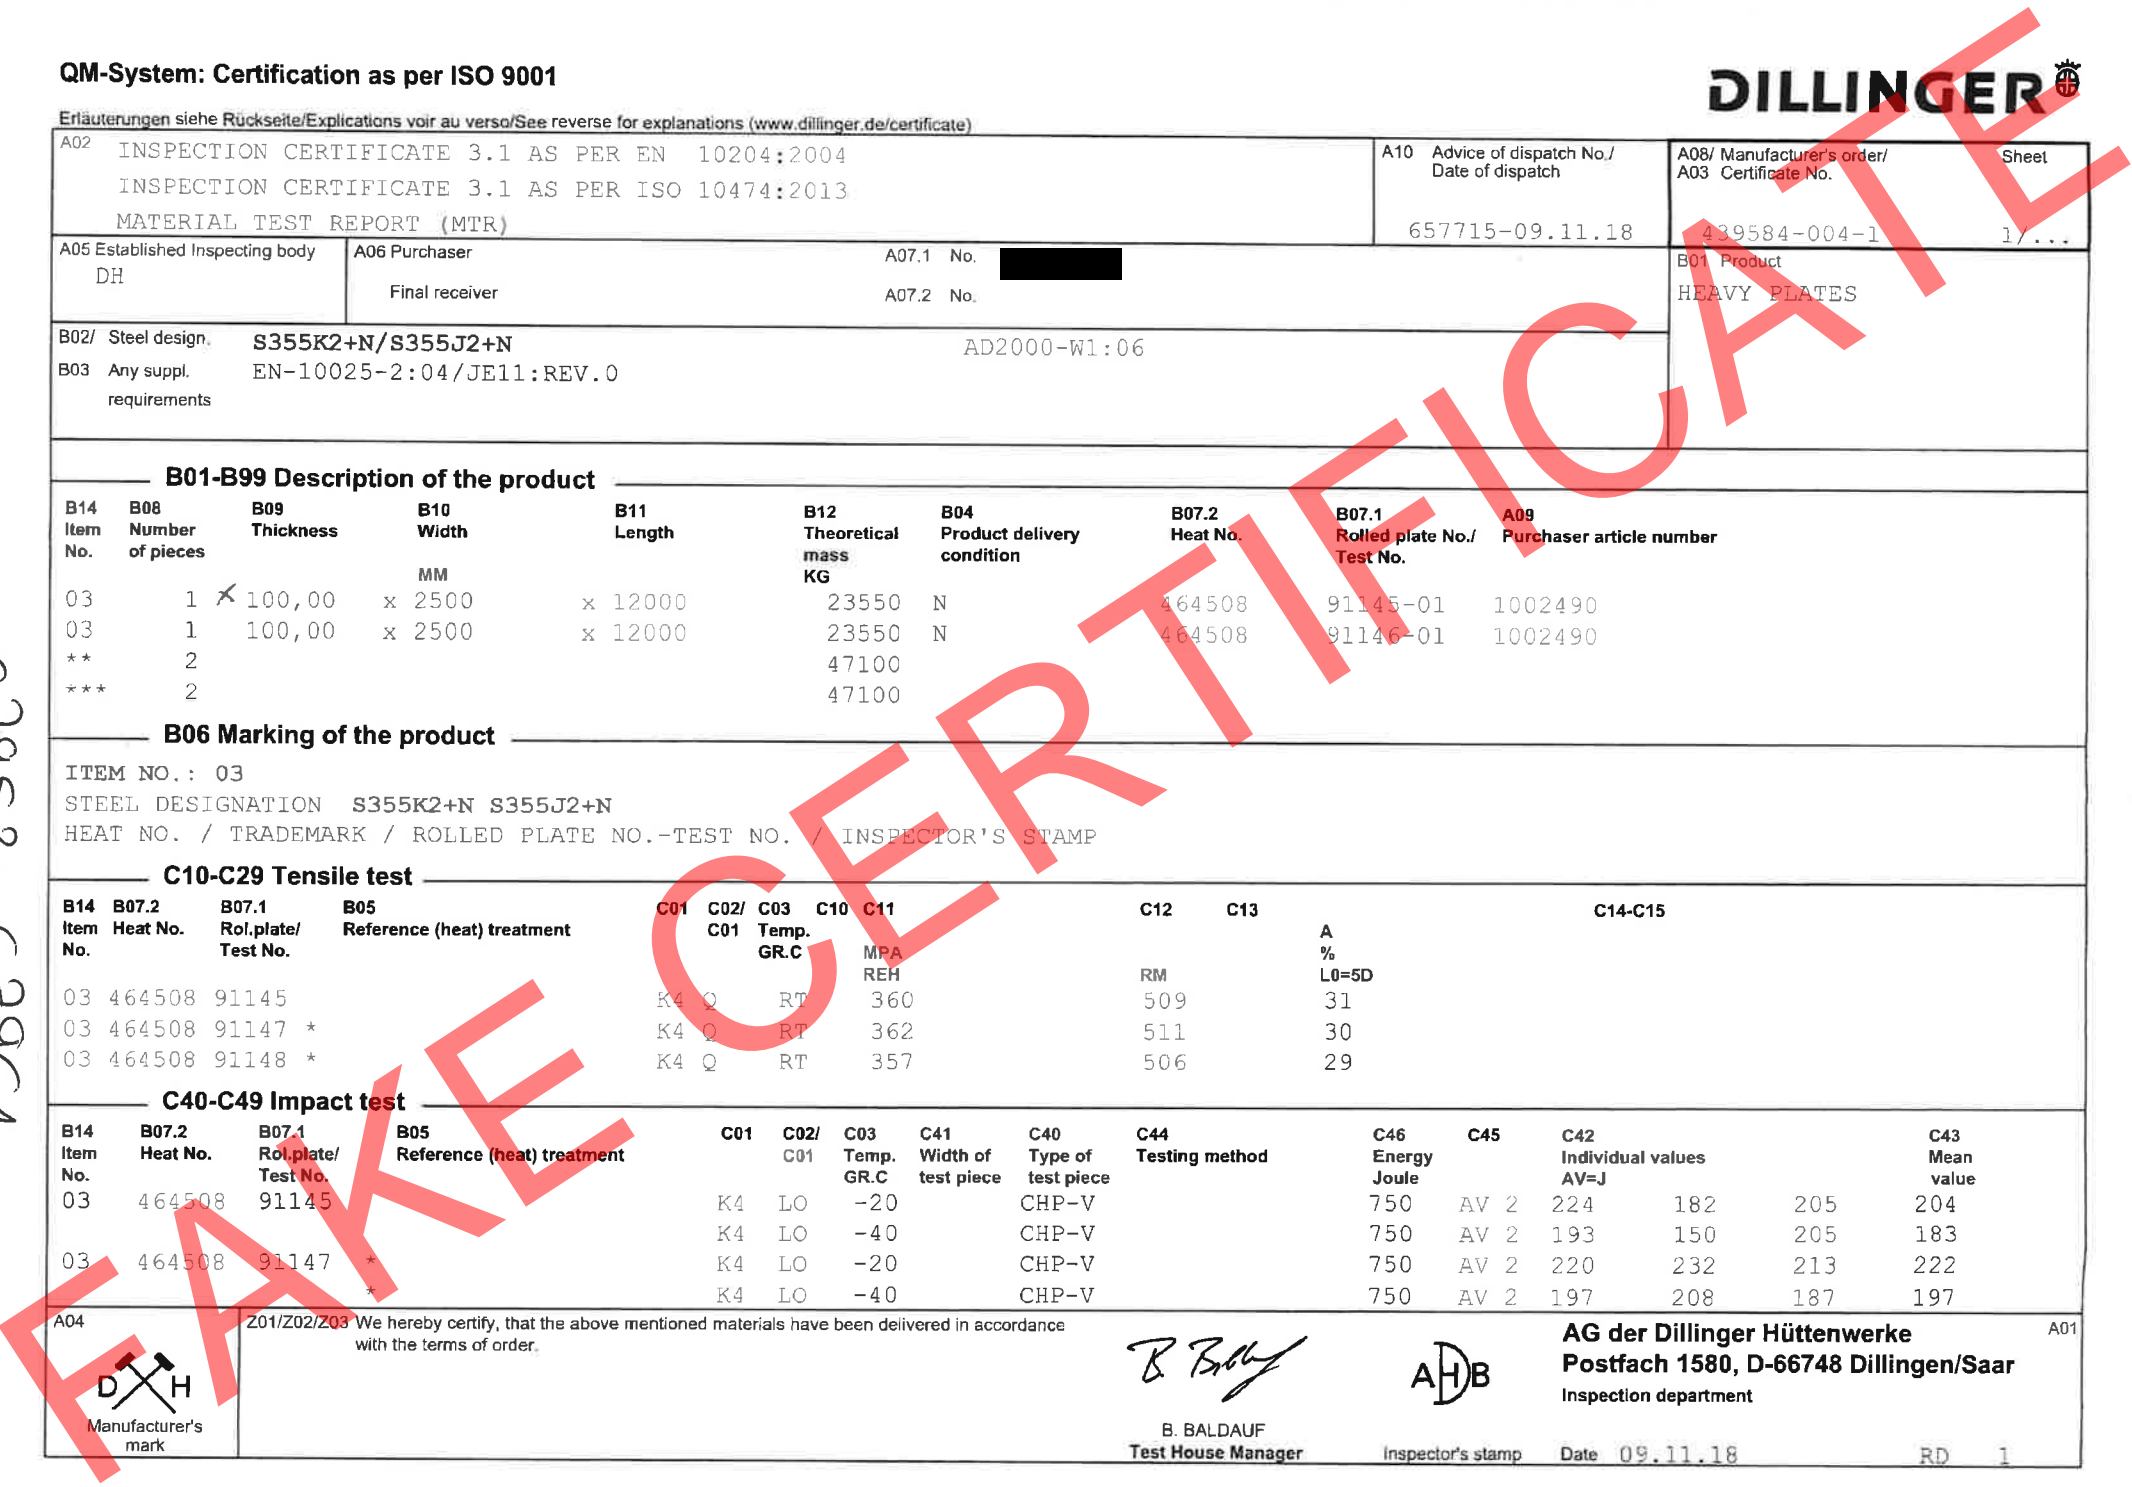 QM-System: Certification as per ISO 9001
DILLINGER
Erläuterungen siehe Rückseite/Explications voir au verso/See reverse for explanations (www.dillinger.de/certificate)
A02 INSPECTION CERTIFICATE 3.1 AS PER EN 10204:2004
INSPECTION CERTIFICATE 3.1 AS PER ISO 10474:2013
MATERIAL TEST REPORT (MTR)
A10 Advice of dispatch No./
Date of dispatch
657715-09.11.18
A08/ Manufacturer's order/ Sheet
A03 Certificate No.
439584-004-1 1/...
A05 Established Inspecting body
DH
A06 Purchaser A07.1 No.
Final receiver A07.2 No.
B01 Product
HEAVY PLATES
B02/ Steel design. S355K2+N/S355J2+N AD2000-W1:06
B03 Any suppl. EN-10025-2:04/JE11:REV.0
requirements
B01-B99 Description of the product
B14 B08 B09 B10 B11 B12 B04 B07.2 B07.1 A09
Item Number Thickness Width Length Theoretical Product delivery Heat No. Rolled plate No./ Purchaser article number
No. of pieces mass condition Test No.
MM KG
03 1 x 100,00 x 2500 x 12000 23550 N 464508 91145-01 1002490
03 1 100,00 x 2500 x 12000 23550 N 464508 91146-01 1002490
** 2 47100
*** 2 47100
B06 Marking of the product
ITEM NO.: 03
STEEL DESIGNATION S355K2+N S355J2+N
HEAT NO. / TRADEMARK / ROLLED PLATE NO.-TEST NO. / INSPECTOR'S STAMP
C10-C29 Tensile test
B14 B07.2 B07.1 B05 C01 C02/ C03 C10 C11 C12 C13 C14-C15
Item Heat No. Rol.plate/ Reference (heat) treatment C01 Temp. A
No. Test No. GR.C MPA %
REH RM L0=5D
03 464508 91145 K4 Q RT 360 509 31
03 464508 91147 * K4 Q RT 362 511 30
03 464508 91148 * K4 Q RT 357 506 29
C40-C49 Impact test
B14 B07.2 B07.1 B05 C01 C02/ C03 C41 C40 C44 C46 C45 C42 C43
Item Heat No. Rol.plate/ Reference (heat) treatment C01 Temp. Width of Type of Testing method Energy Individual values Mean
No. Test No. GR.C test piece test piece Joule AV=J value
03 464508 91145 K4 LO -20 CHP-V 750 AV 2 224 182 205 204
K4 LO -40 CHP-V 750 AV 2 193 150 205 183
03 464508 91147 * K4 LO -20 CHP-V 750 AV 2 220 232 213 222
* K4 LO -40 CHP-V 750 AV 2 197 208 187 197
A04
D H
Manufacturer's
mark
Z01/Z02/Z03 We hereby certify, that the above mentioned materials have been delivered in accordance
with the terms of order.
B. BALDAUF
Test House Manager
AHB
Inspector's stamp
AG der Dillinger Hüttenwerke A01
Postfach 1580, D-66748 Dillingen/Saar
Inspection department
Date 09.11.18 RD 1
FAKE CERTIFICATE